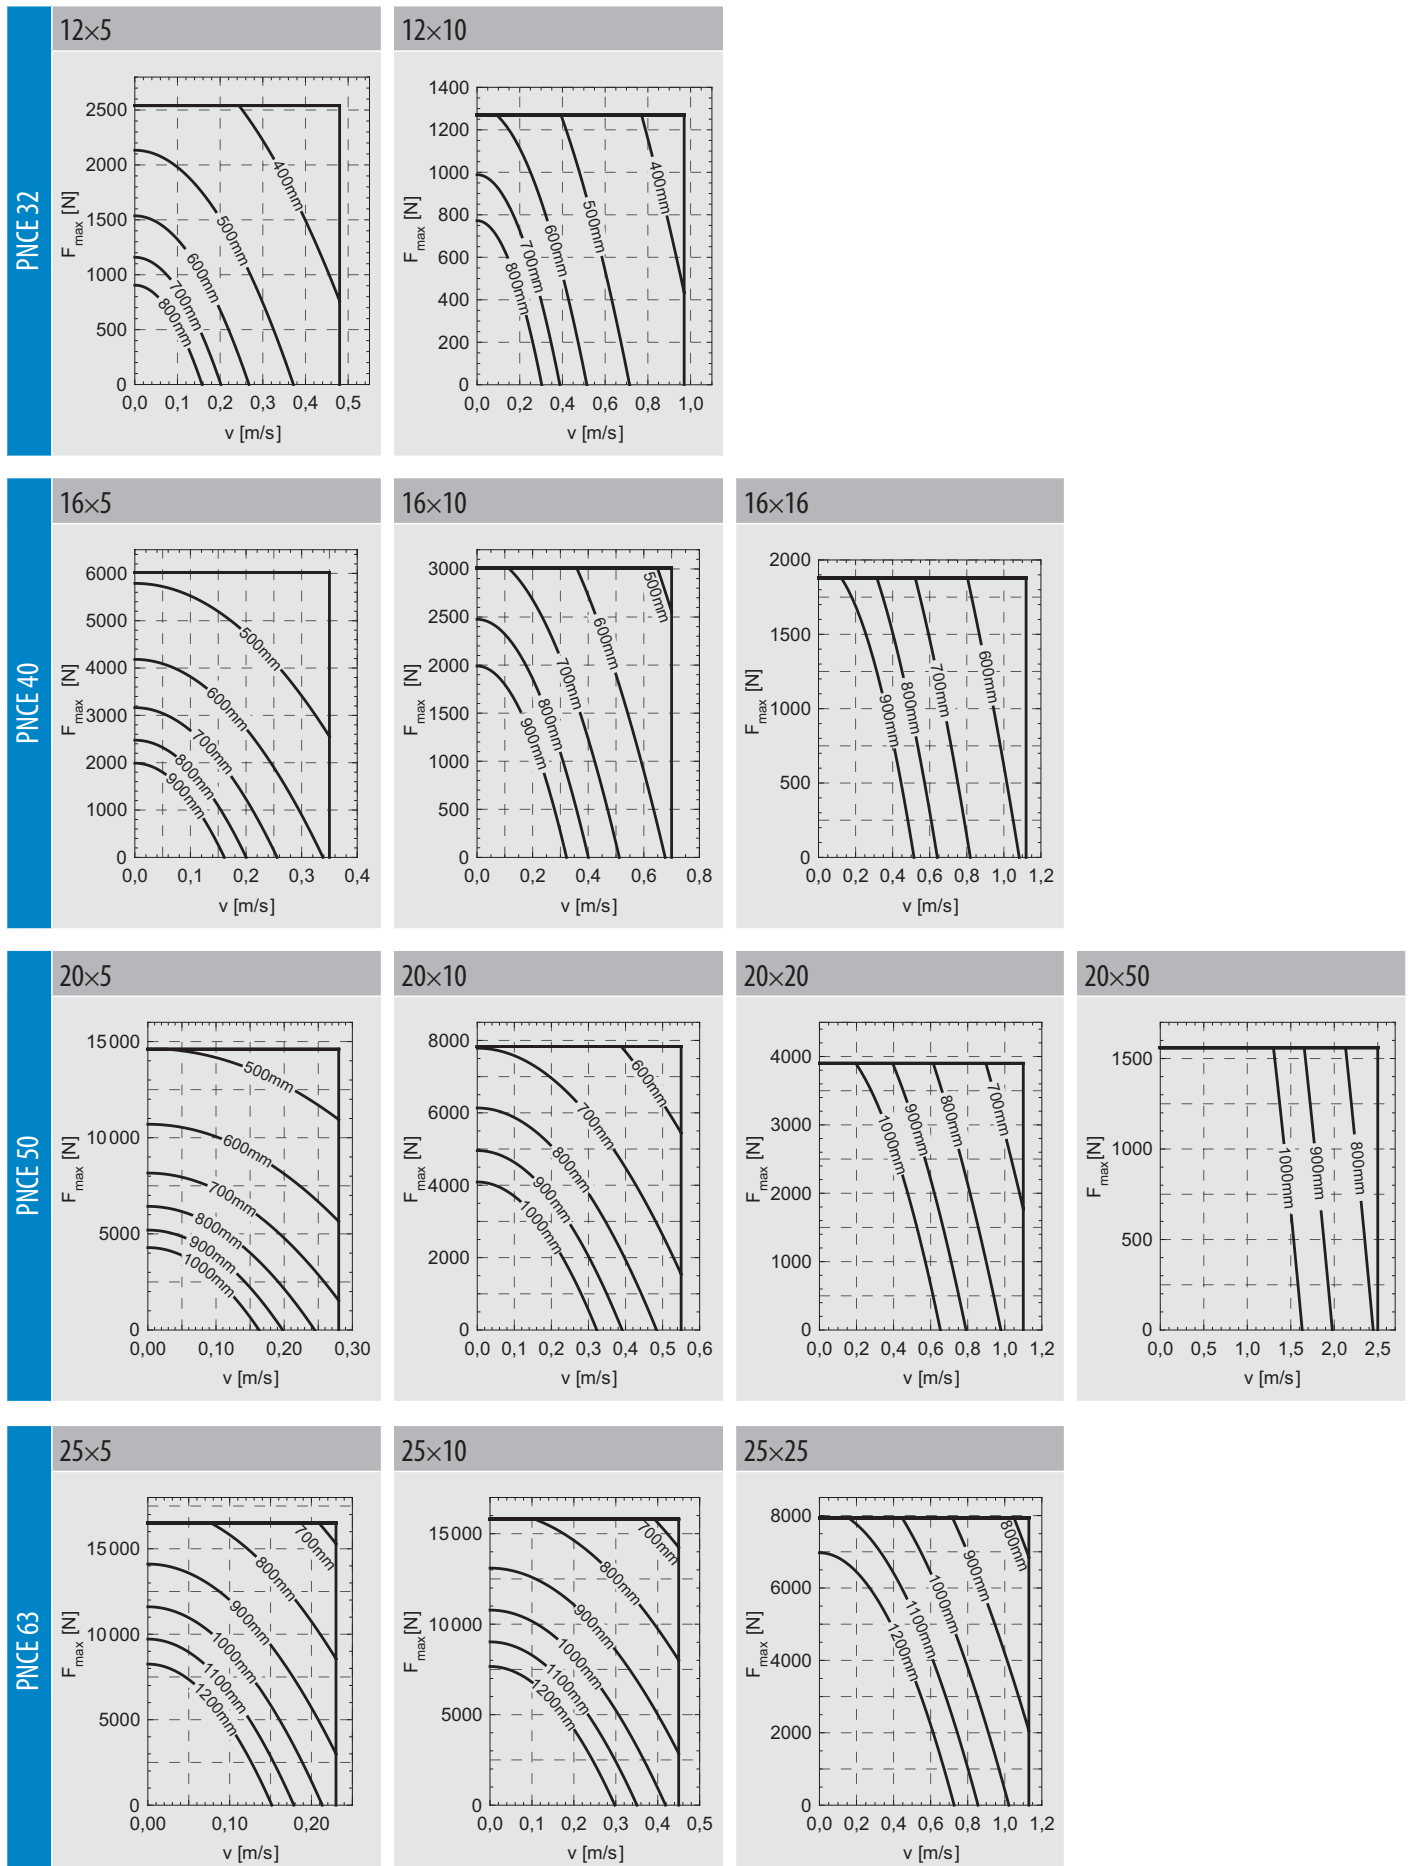 PNCE 32
12×5
12×10
F max [N]
2500
2000
1500
1000
500
0
400mm
500mm
600mm
700mm
800mm
0,0 0,1 0,2 0,3 0,4 0,5
v [m/s]
F max [N]
1400
1200
1000
800
600
400
200
0
400mm
500mm
600mm
700mm
800mm
0,0 0,2 0,4 0,6 0,8 1,0
v [m/s]
PNCE 40
16×5
16×10
16×16
F max [N]
6000
5000
4000
3000
2000
1000
0
500mm
600mm
700mm
800mm
900mm
0,0 0,1 0,2 0,3 0,4
v [m/s]
F max [N]
3000
2500
2000
1500
1000
500
0
500mm
600mm
700mm
800mm
900mm
0,0 0,2 0,4 0,6 0,8
v [m/s]
F max [N]
2000
1500
1000
500
0
600mm
700mm
800mm
900mm
0,0 0,2 0,4 0,6 0,8 1,0 1,2
v [m/s]
PNCE 50
20×5
20×10
20×20
20×50
F max [N]
15000
10000
5000
0
500mm
600mm
700mm
800mm
900mm
1000mm
0,00 0,10 0,20 0,30
v [m/s]
F max [N]
8000
6000
4000
2000
0
600mm
700mm
800mm
900mm
1000mm
0,0 0,1 0,2 0,3 0,4 0,5 0,6
v [m/s]
F max [N]
4000
3000
2000
1000
0
700mm
800mm
900mm
1000mm
0,0 0,2 0,4 0,6 0,8 1,0 1,2
v [m/s]
F max [N]
1500
1000
500
0
800mm
900mm
1000mm
0,0 0,5 1,0 1,5 2,0 2,5
v [m/s]
PNCE 63
25×5
25×10
25×25
F max [N]
15000
10000
5000
0
700mm
800mm
900mm
1000mm
1100mm
1200mm
0,00 0,10 0,20
v [m/s]
F max [N]
15000
10000
5000
0
700mm
800mm
900mm
1000mm
1100mm
1200mm
0,0 0,1 0,2 0,3 0,4 0,5
v [m/s]
F max [N]
8000
6000
4000
2000
0
800mm
900mm
1000mm
1100mm
1200mm
0,0 0,2 0,4 0,6 0,8 1,0 1,2
v [m/s]